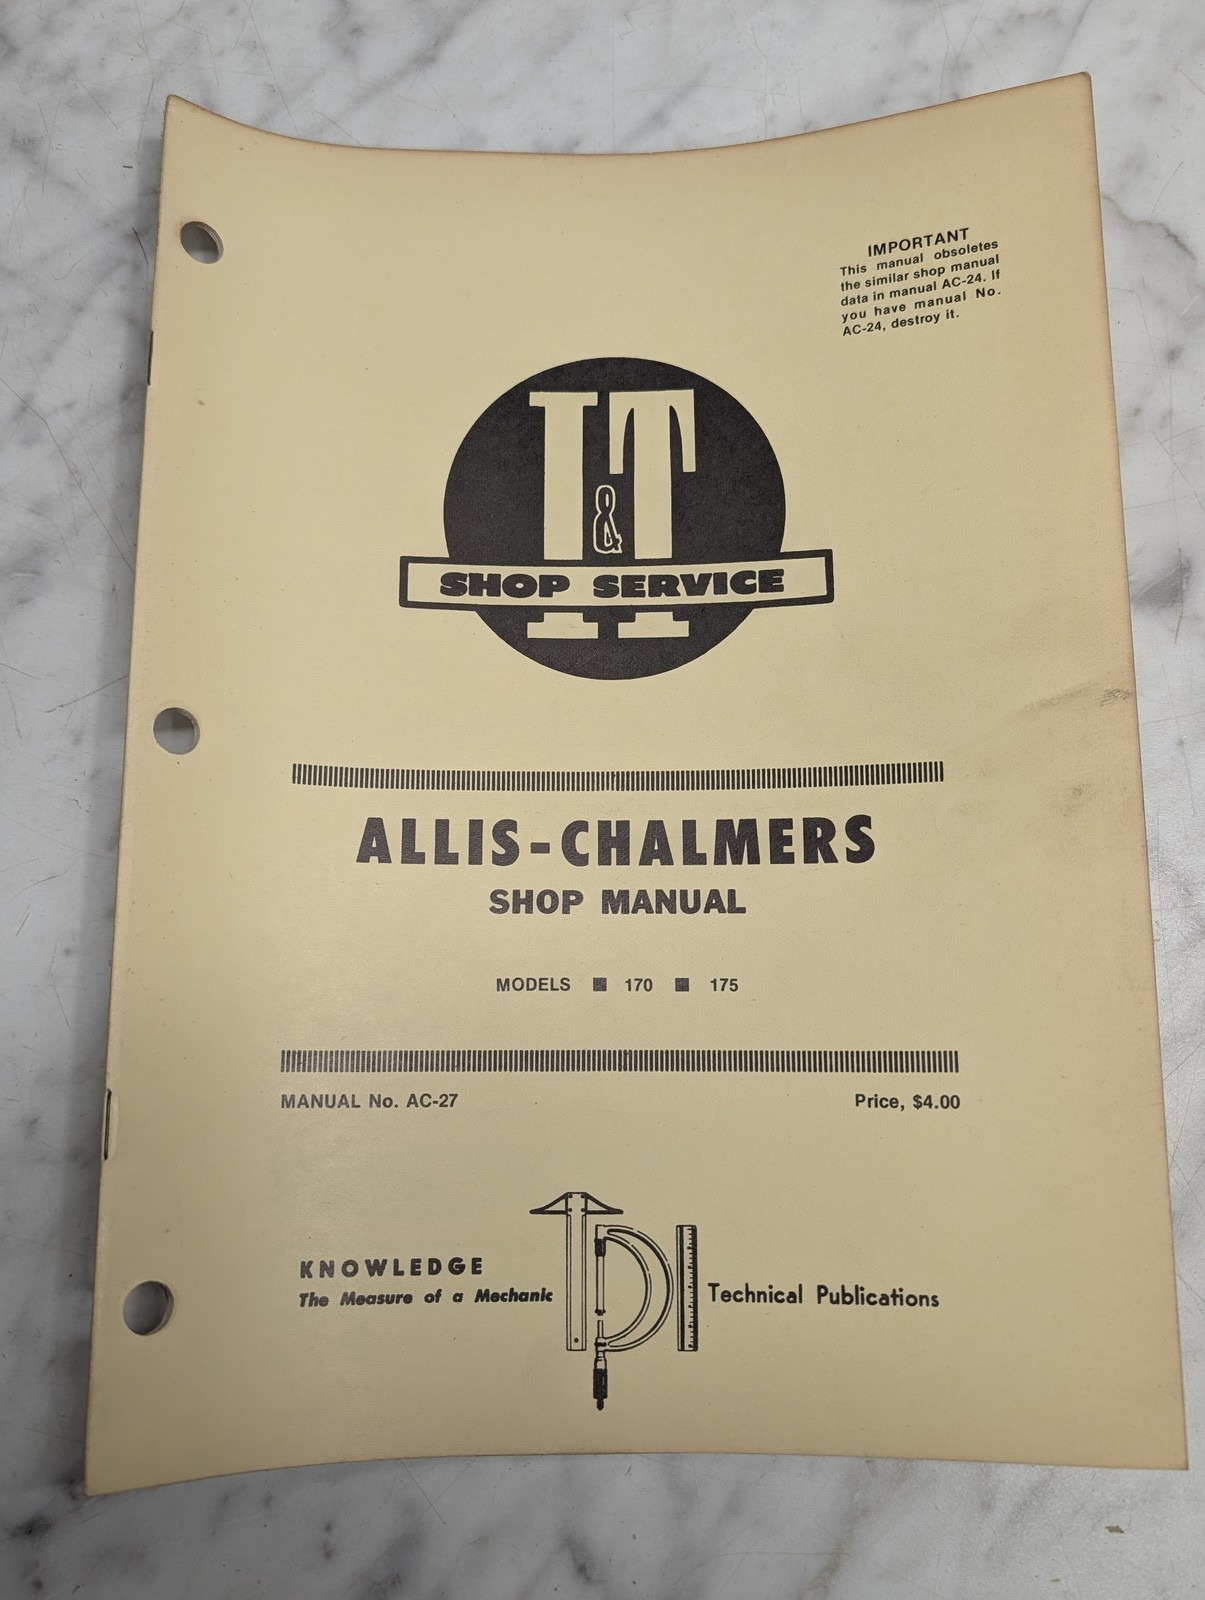 IMPORTANT
This manual obsoletes
the similar shop manual
data in manual AC-24. If
you have manual No.
AC-24, destroy it.
I&T
SHOP SERVICE
ALLIS-CHALMERS
SHOP MANUAL
MODELS ■ 170 ■ 175
MANUAL No. AC-27 Price, $4.00
KNOWLEDGE
The Measure of a Mechanic
TPI
Technical Publications